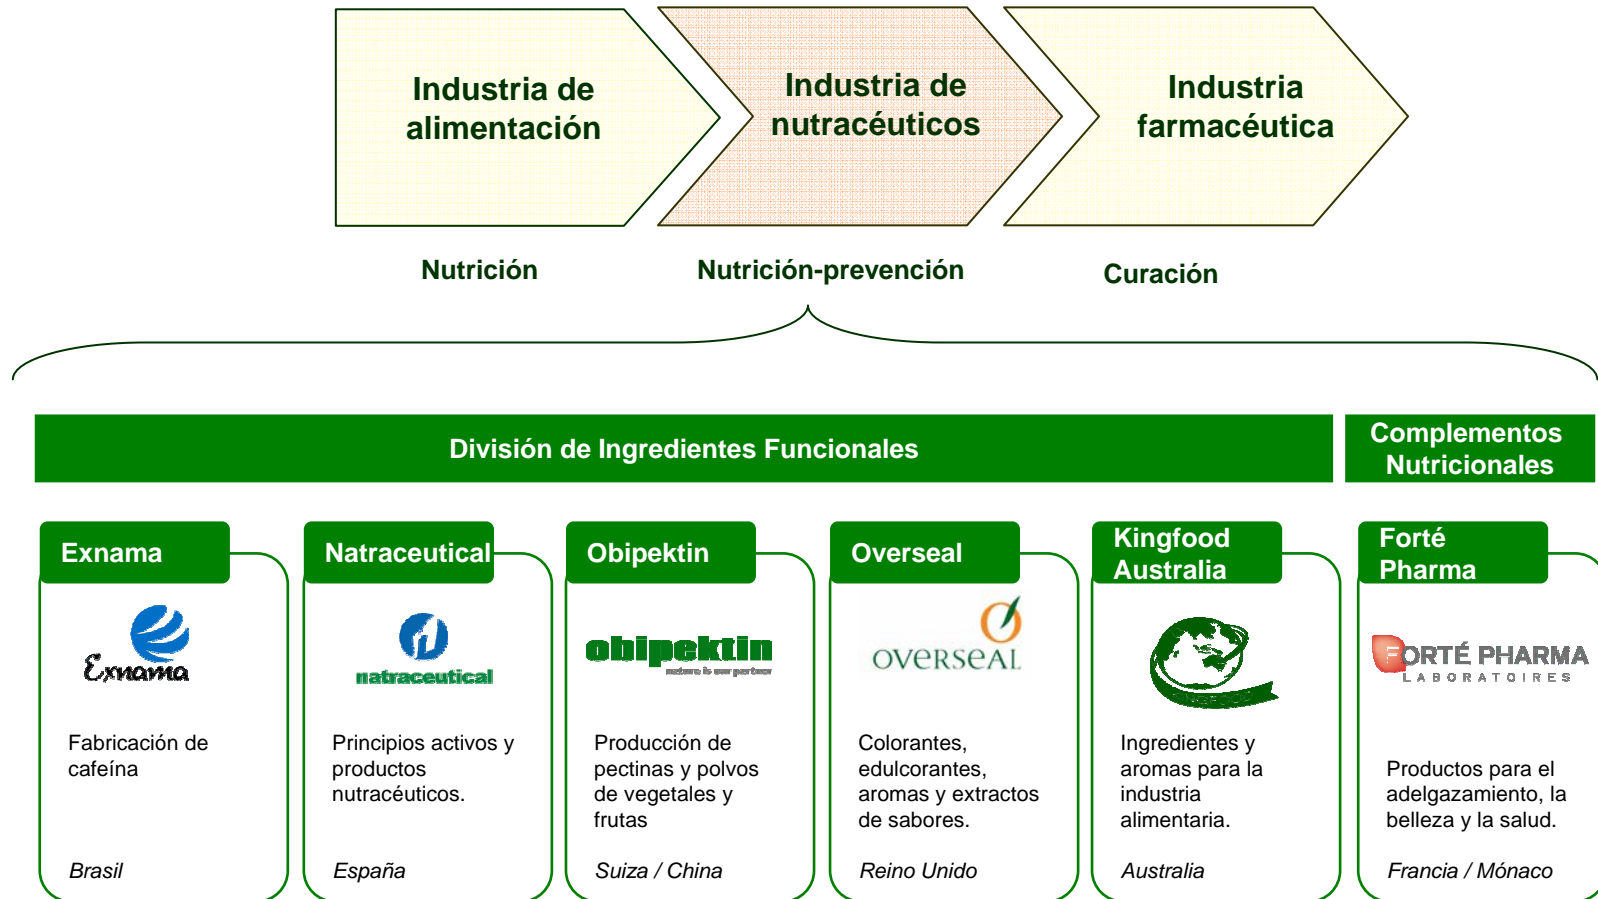 Industria de
alimentación
Industria de
nutracéuticos
Industria
farmacéutica
Nutrición
Nutrición-prevención
Curación
División de Ingredientes Funcionales
Complementos
Nutricionales
Exnama
Exnama
Fabricación de
cafeína
Brasil
Natraceutical
natraceutical
Principios activos y
productos
nutracéuticos.
España
Obipektin
obipektin
nature is our partner
Producción de
pectinas y polvos
de vegetales y
frutas
Suiza / China
Overseal
OVERSEAL
Colorantes,
edulcorantes,
aromas y extractos
de sabores.
Reino Unido
Kingfood
Australia
Ingredientes y
aromas para la
industria
alimentaria.
Australia
Forté
Pharma
FORTÉ PHARMA
LABORATOIRES
Productos para el
adelgazamiento, la
belleza y la salud.
Francia / Mónaco